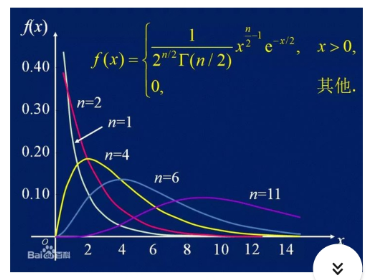 f(x)
f(x)={ 1/(2^{n/2}Γ(n/2)) x^{n/2-1} e^{-x/2}, x>0,
0, 其他.
0.40
n=2
0.30
n=1
0.20
n=4
n=6
n=11
0.10
O 2 4 6 8 10 12 14 x
Bai百科